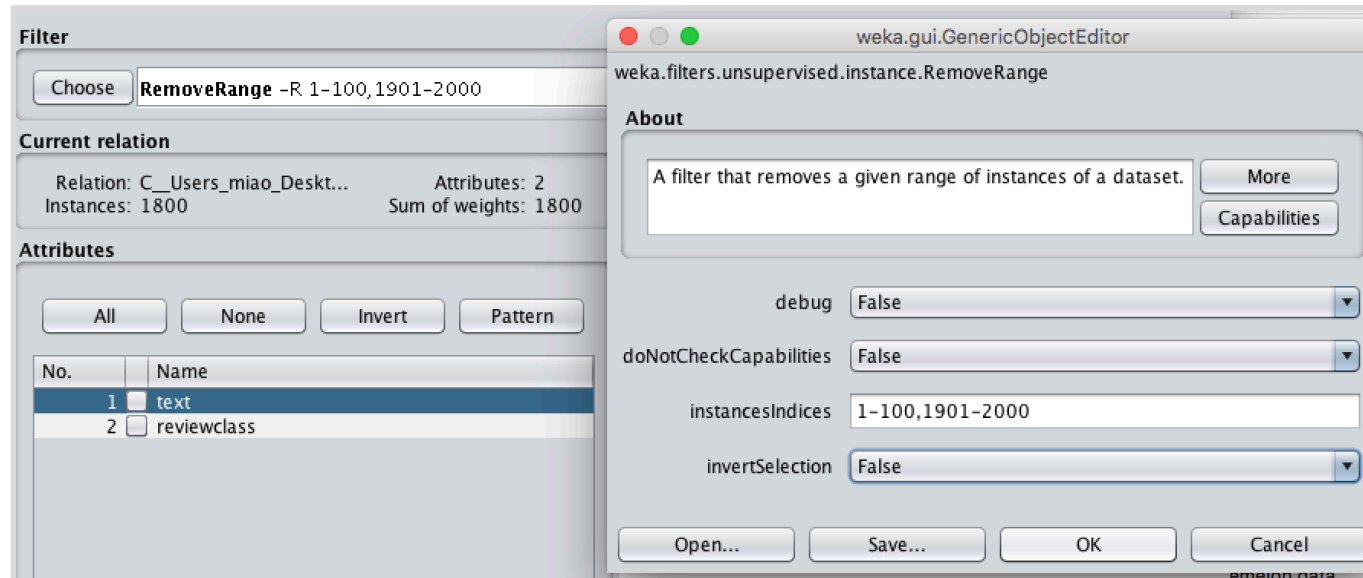 Filter
Choose RemoveRange -R 1-100,1901-2000
Current relation
Relation: C__Users_miao_Deskt... Attributes: 2
Instances: 1800 Sum of weights: 1800
Attributes
All None Invert Pattern
No. Name
1 text
2 reviewclass
weka.gui.GenericObjectEditor
weka.filters.unsupervised.instance.RemoveRange
About
A filter that removes a given range of instances of a dataset.
More
Capabilities
debug False
doNotCheckCapabilities False
instancesIndices 1-100,1901-2000
invertSelection False
Open... Save... OK Cancel